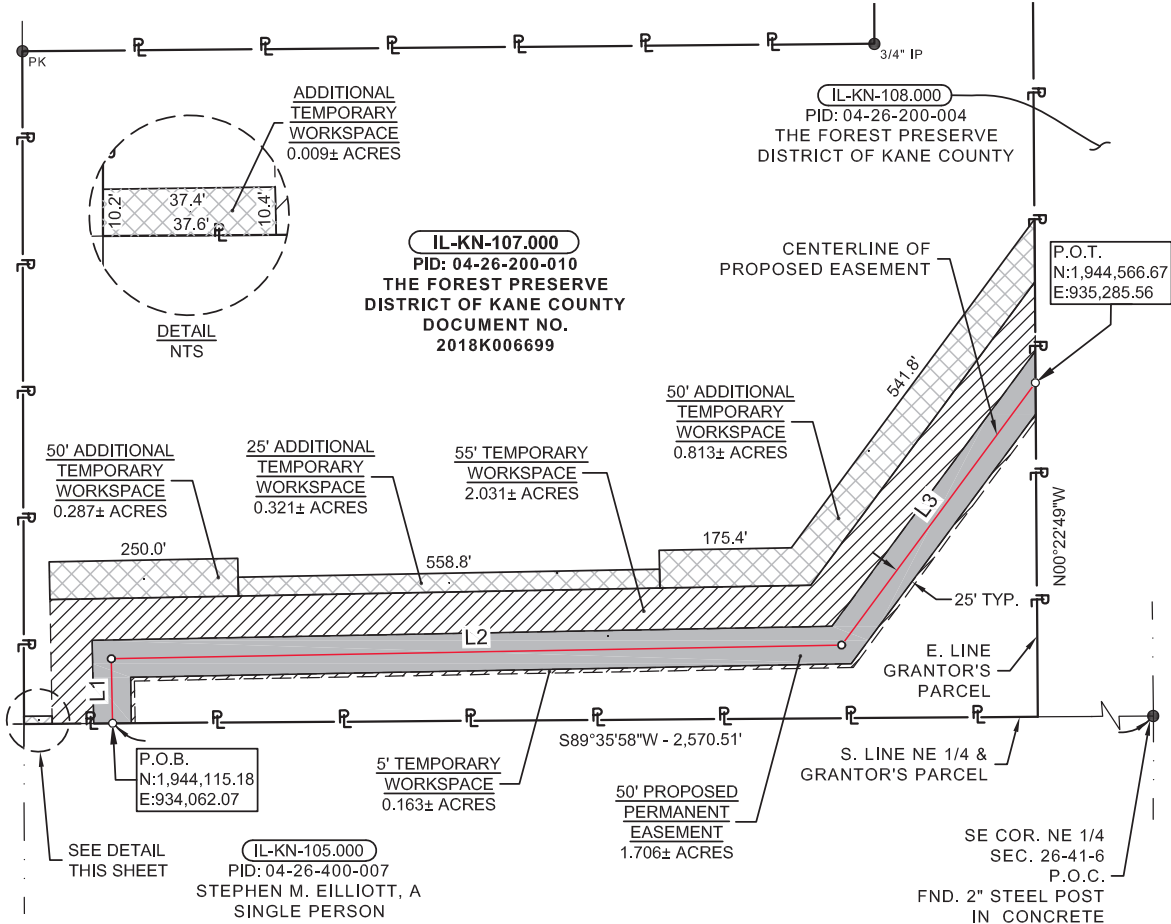 PK
3/4" IP
ADDITIONAL
TEMPORARY
WORKSPACE
0.009± ACRES
IL-KN-108.000
PID: 04-26-200-004
THE FOREST PRESERVE
DISTRICT OF KANE COUNTY
37.4'
10.2'
10.4'
37.6'
DETAIL
NTS
IL-KN-107.000
PID: 04-26-200-010
THE FOREST PRESERVE
DISTRICT OF KANE COUNTY
DOCUMENT NO.
2018K006699
CENTERLINE OF
PROPOSED EASEMENT
P.O.T.
N:1,944,566.67
E:935,285.56
541.8'
50' ADDITIONAL
TEMPORARY
WORKSPACE
0.287± ACRES
25' ADDITIONAL
TEMPORARY
WORKSPACE
0.321± ACRES
55' TEMPORARY
WORKSPACE
2.031± ACRES
50' ADDITIONAL
TEMPORARY
WORKSPACE
0.813± ACRES
250.0'
558.8'
175.4'
L1
L2
L3
N00°22'49"W
25' TYP.
E. LINE
GRANTOR'S
PARCEL
S89°35'58"W - 2,570.51'
S. LINE NE 1/4 &
GRANTOR'S PARCEL
P.O.B.
N:1,944,115.18
E:934,062.07
5' TEMPORARY
WORKSPACE
0.163± ACRES
50' PROPOSED
PERMANENT
EASEMENT
1.706± ACRES
SEE DETAIL
THIS SHEET
IL-KN-105.000
PID: 04-26-400-007
STEPHEN M. EILLIOTT, A
SINGLE PERSON
SE COR. NE 1/4
SEC. 26-41-6
P.O.C.
FND. 2" STEEL POST
IN CONCRETE